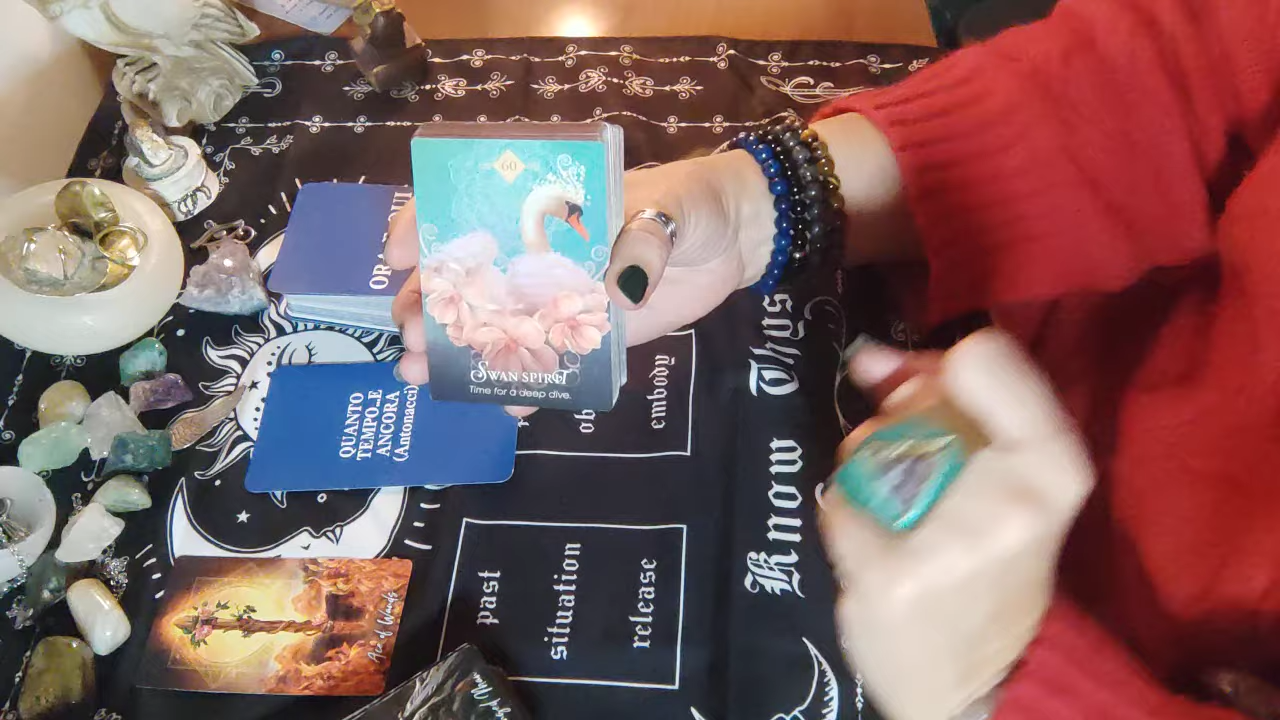 60
SWAN SPIRIT
Time for a deep dive.
QUANTO
TEMPO...E
ANCORA
(Antonacci)
embody
past
situation
release
Know Thys
Ace of Wands